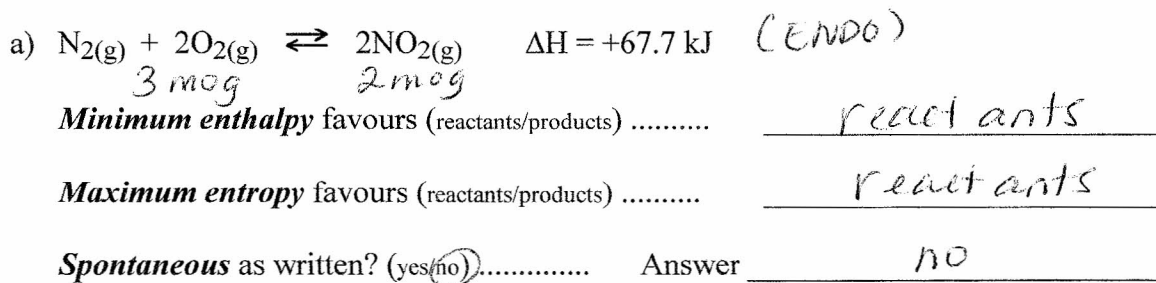 a) N2(g) + 2O2(g) ⇄ 2NO2(g) ΔH = +67.7 kJ (ENDO)
3 mog 2 mog
Minimum enthalpy favours (reactants/products) .......... reactants
Maximum entropy favours (reactants/products) .......... reactants
Spontaneous as written? (yes/no).............. Answer no